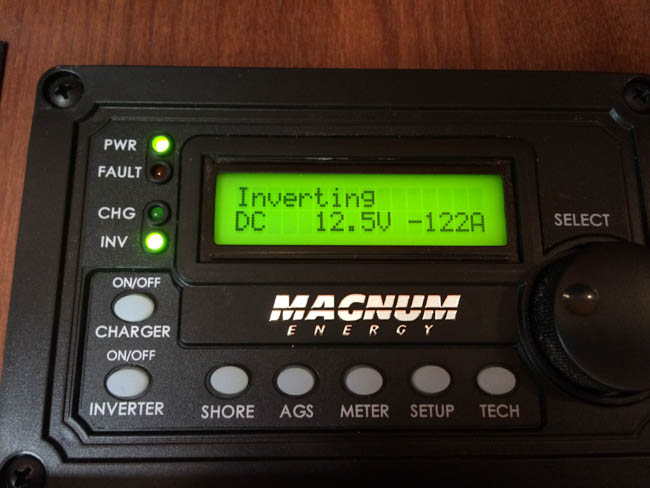 PWR
FAULT
CHG
INV
Inverting
DC 12.5V -122A
SELECT
ON/OFF
CHARGER
ON/OFF
INVERTER
MAGNUM
ENERGY
SHORE AGS METER SETUP TECH